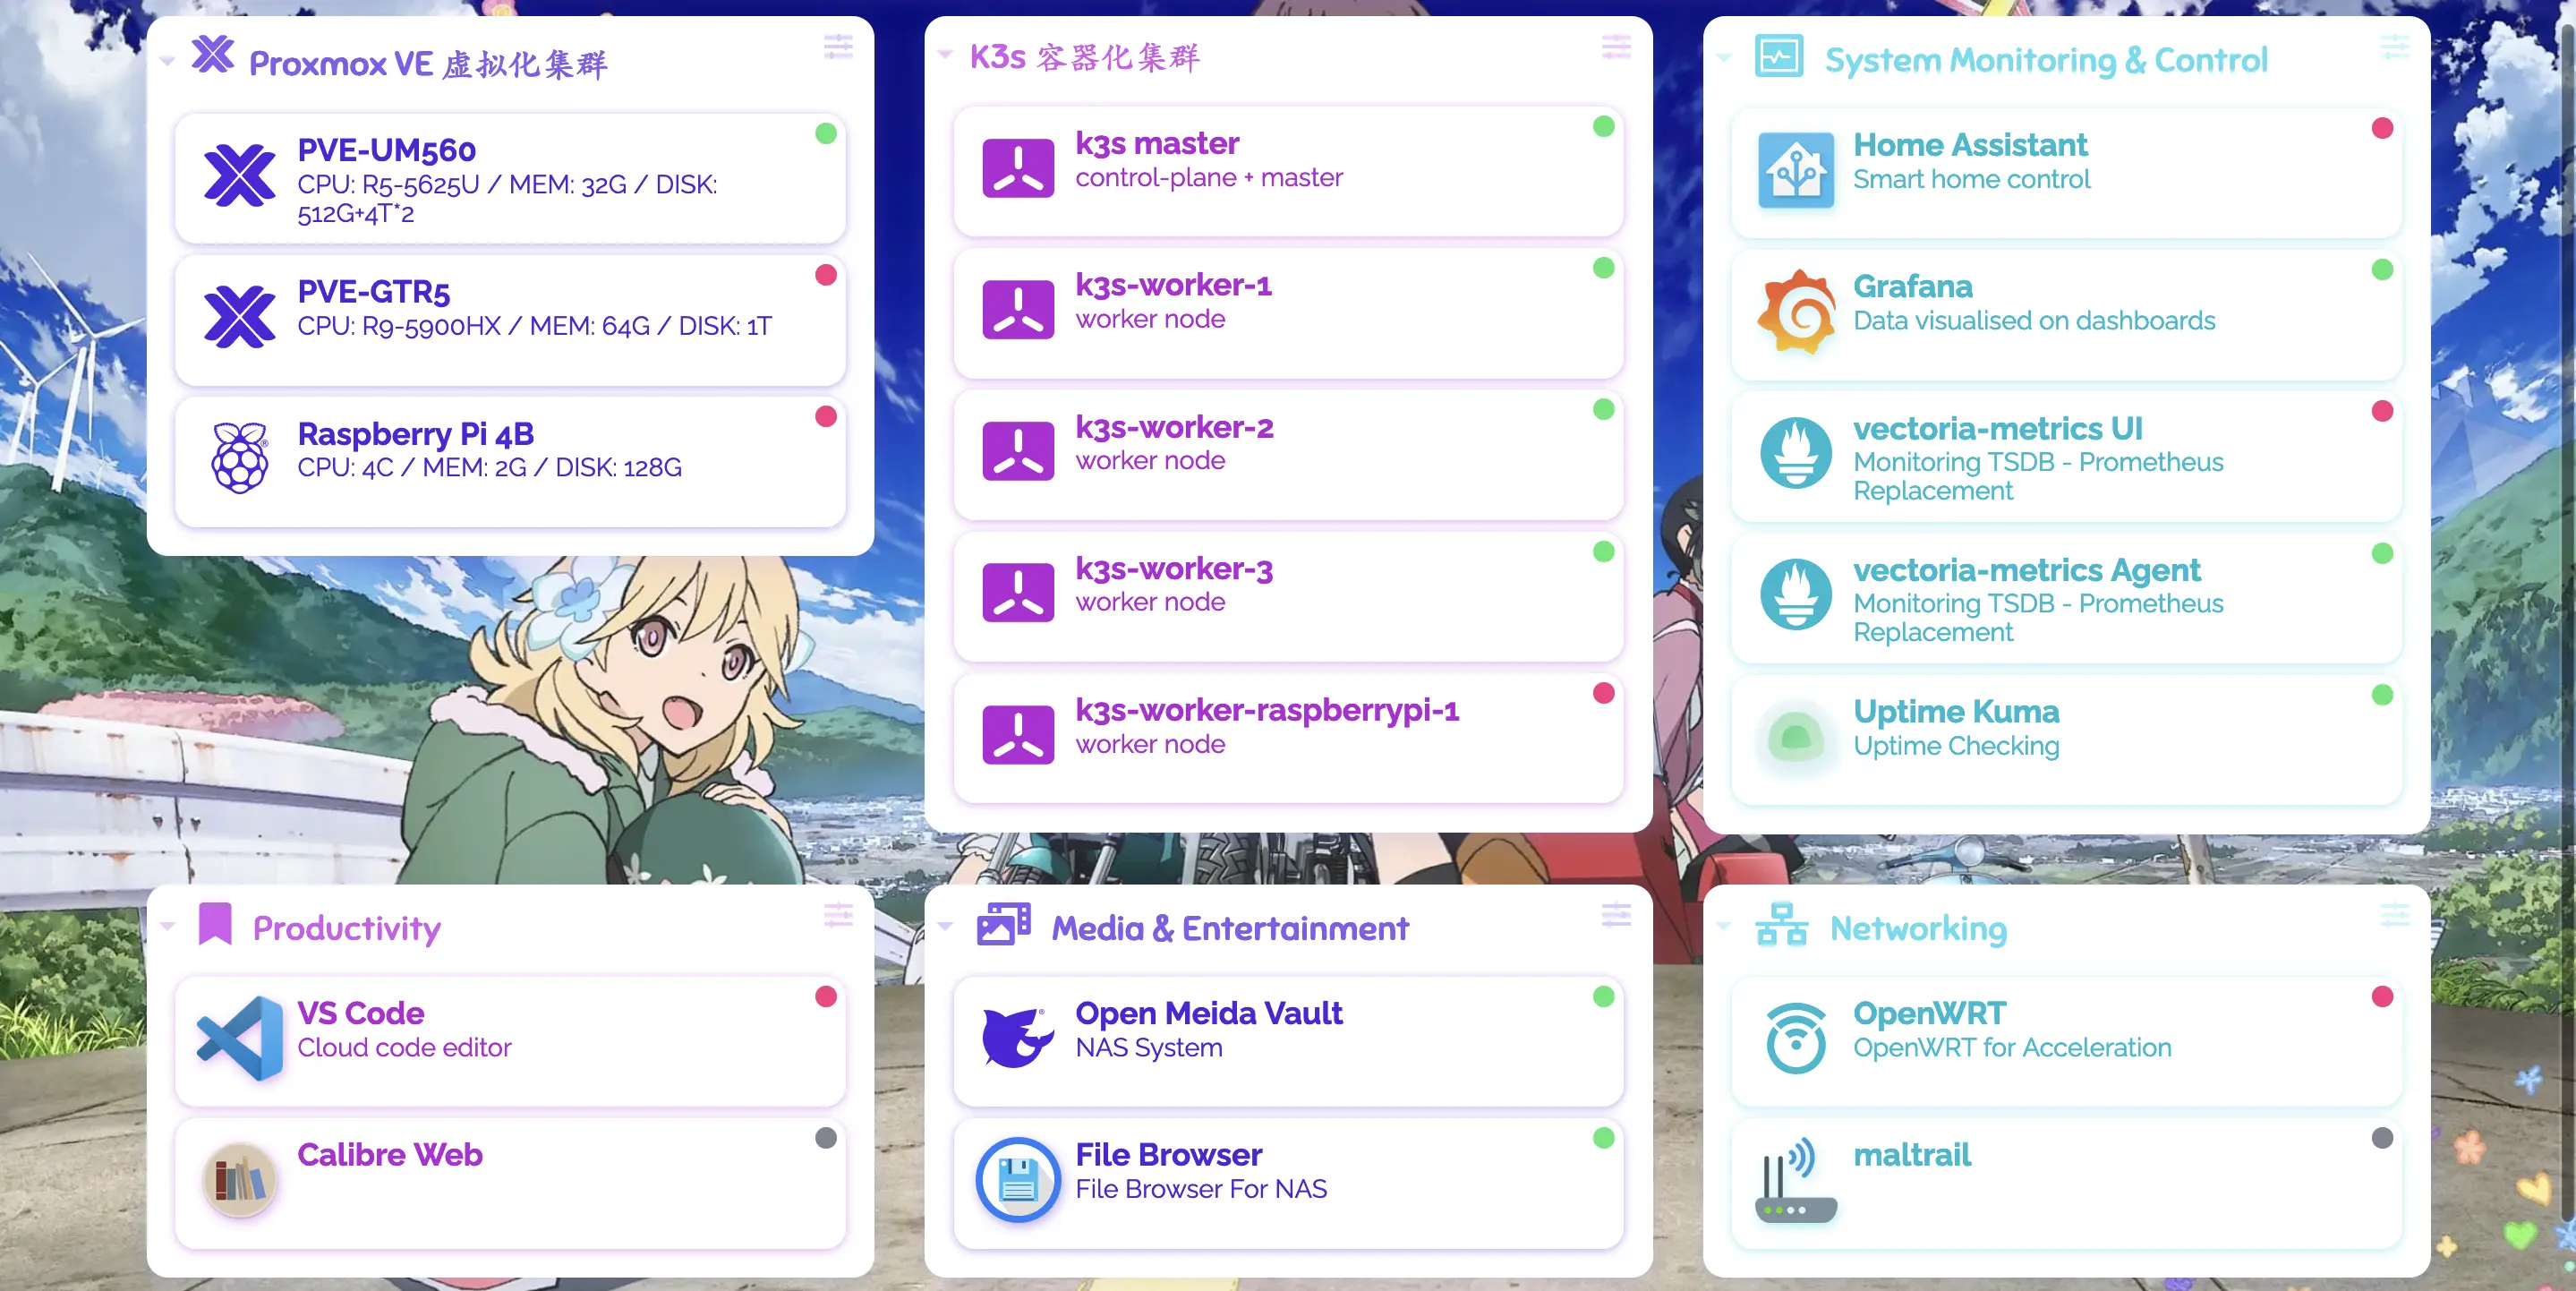 Proxmox VE 虚拟化集群
PVE-UM560
CPU: R5-5625U / MEM: 32G / DISK:
512G+4T*2
PVE-GTR5
CPU: R9-5900HX / MEM: 64G / DISK: 1T
Raspberry Pi 4B
CPU: 4C / MEM: 2G / DISK: 128G
K3s 容器化集群
k3s master
control-plane + master
k3s-worker-1
worker node
k3s-worker-2
worker node
k3s-worker-3
worker node
k3s-worker-raspberrypi-1
worker node
System Monitoring & Control
Home Assistant
Smart home control
Grafana
Data visualised on dashboards
vectoria-metrics UI
Monitoring TSDB - Prometheus
Replacement
vectoria-metrics Agent
Monitoring TSDB - Prometheus
Replacement
Uptime Kuma
Uptime Checking
Productivity
VS Code
Cloud code editor
Calibre Web
Media & Entertainment
Open Meida Vault
NAS System
File Browser
File Browser For NAS
Networking
OpenWRT
OpenWRT for Acceleration
maltrail